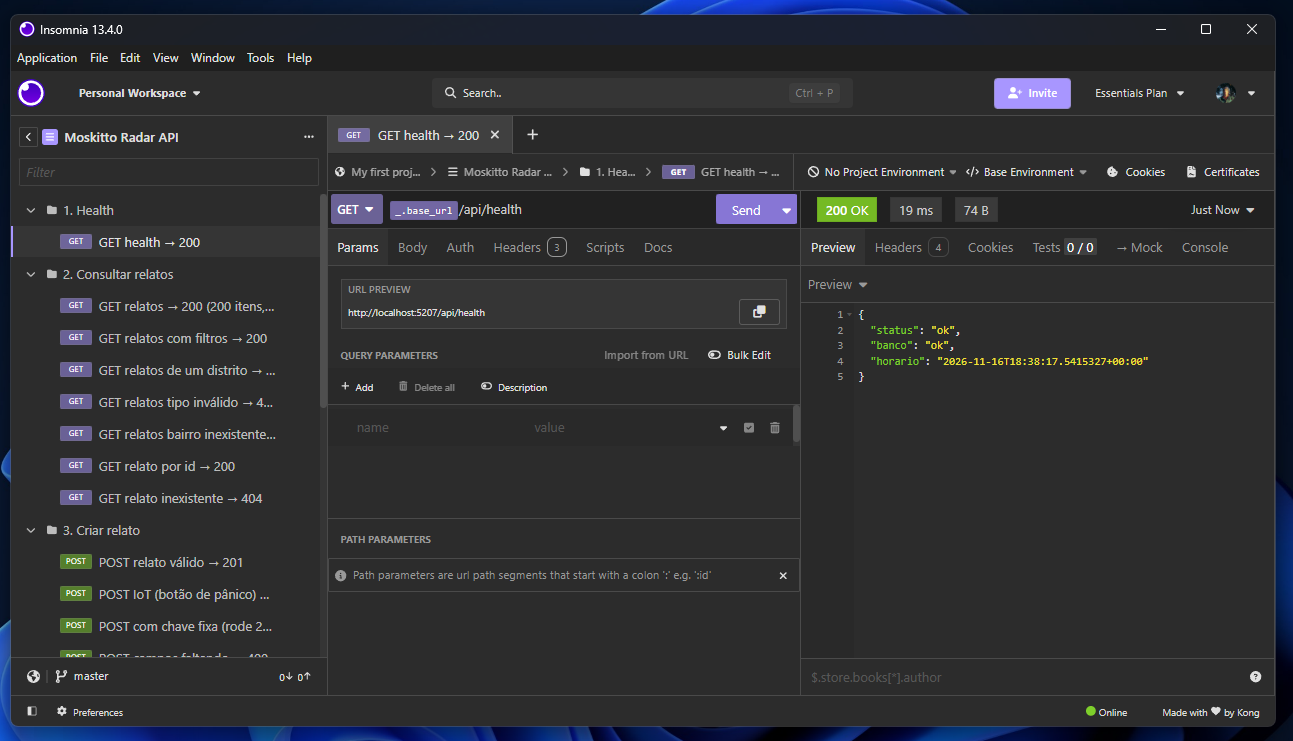 Insomnia 13.4.0
Application File Edit View Window Tools Help
Personal Workspace
Search..
Ctrl + P
Invite
Essentials Plan
Moskitto Radar API
Filter
1. Health
GET GET health → 200
2. Consultar relatos
GET GET relatos → 200 (200 itens,...
GET GET relatos com filtros → 200
GET GET relatos de um distrito → ...
GET GET relatos tipo inválido → 4...
GET GET relatos bairro inexistente...
GET GET relato por id → 200
GET GET relato inexistente → 404
3. Criar relato
POST POST relato válido → 201
POST POST IoT (botão de pânico) ...
POST POST com chave fixa (rode 2...
POST POST campos faltando → 400
master
0↓ 0↑
Preferences
GET GET health → 200
My first proj... > Moskitto Radar ... > 1. Hea... > GET GET health → ...
GET _.base_url/api/health
Send
Params Body Auth Headers 3 Scripts Docs
URL PREVIEW
http://localhost:5207/api/health
QUERY PARAMETERS
Import from URL
Bulk Edit
+ Add
Delete all
Description
name value
PATH PARAMETERS
Path parameters are url path segments that start with a colon ':' e.g. ':id'
No Project Environment
</> Base Environment
Cookies
Certificates
200 OK
19 ms
74 B
Just Now
Preview Headers 4 Cookies Tests 0 / 0 → Mock Console
Preview
1 {
2 "status": "ok",
3 "banco": "ok",
4 "horario": "2026-11-16T18:38:17.5415327+00:00"
5 }
$.store.books[*].author
Online
Made with ♥ by Kong